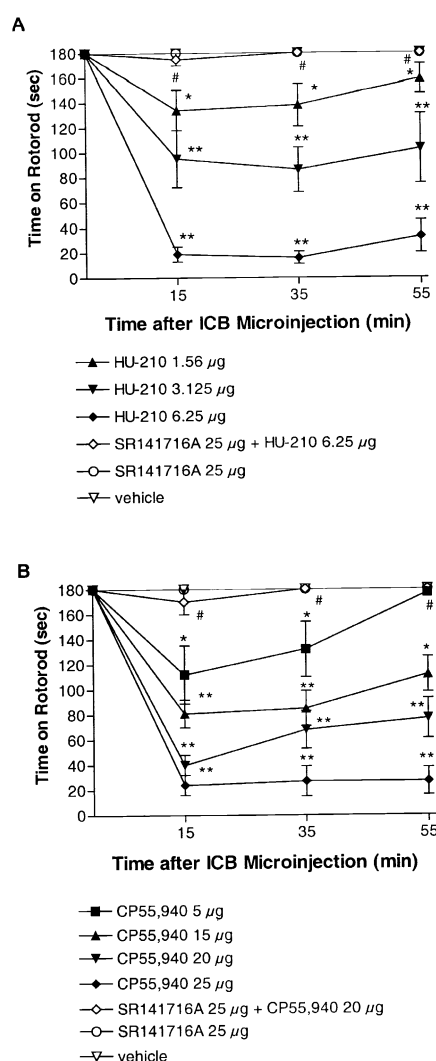 A
180
160
140
120
100
80
60
40
20
0
Time on Rotorod (sec)
#
*
#
*
#
*
**
**
**
**
**
**
15
35
55
Time after ICB Microinjection (min)
HU-210 1.56 µg
HU-210 3.125 µg
HU-210 6.25 µg
SR141716A 25 µg + HU-210 6.25 µg
SR141716A 25 µg
vehicle
B
180
160
140
120
100
80
60
40
20
0
Time on Rotorod (sec)
#
#
#
*
*
*
**
**
**
**
**
**
**
**
15
35
55
Time after ICB Microinjection (min)
CP55,940 5 µg
CP55,940 15 µg
CP55,940 20 µg
CP55,940 25 µg
SR141716A 25 µg + CP55,940 20 µg
SR141716A 25 µg
vehicle